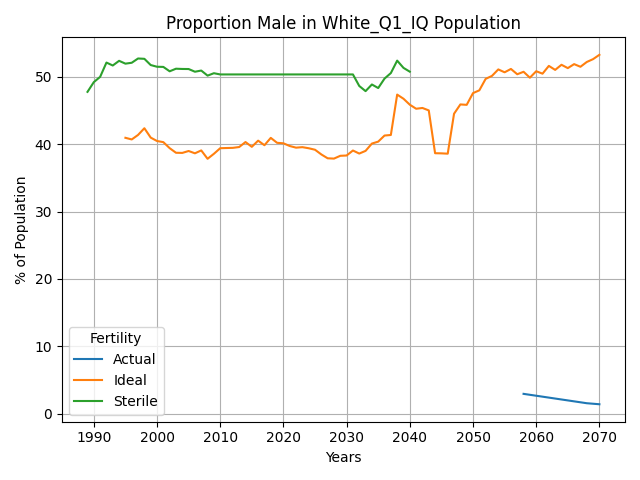 Proportion Male in White_Q1_IQ Population
% of Population
50
40
30
20
10
0
Fertility
Actual
Ideal
Sterile
1990 2000 2010 2020 2030 2040 2050 2060 2070
Years